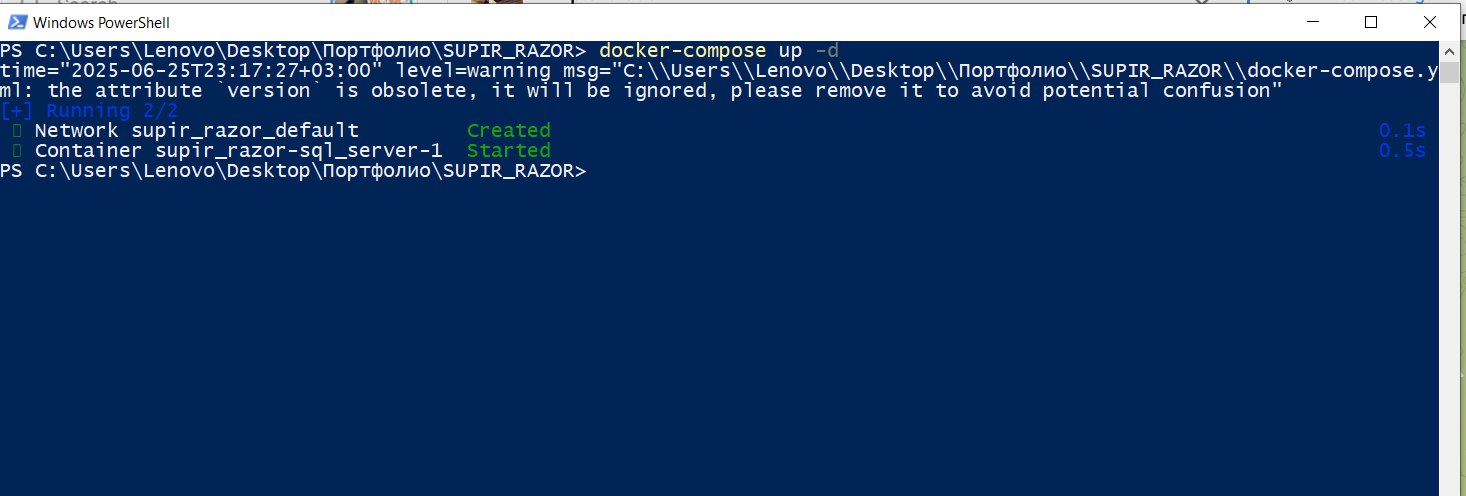 Windows PowerShell
PS C:\Users\Lenovo\Desktop\Портфолио\SUPIR_RAZOR> docker-compose up -d
time="2025-06-25T23:17:27+03:00" level=warning msg="C:\\Users\\Lenovo\\Desktop\\Портфолио\\SUPIR_RAZOR\\docker-compose.y
ml: the attribute `version` is obsolete, it will be ignored, please remove it to avoid potential confusion"
[+] Running 2/2
Network supir_razor_default Created 0.1s
Container supir_razor-sql_server-1 Started 0.5s
PS C:\Users\Lenovo\Desktop\Портфолио\SUPIR_RAZOR>